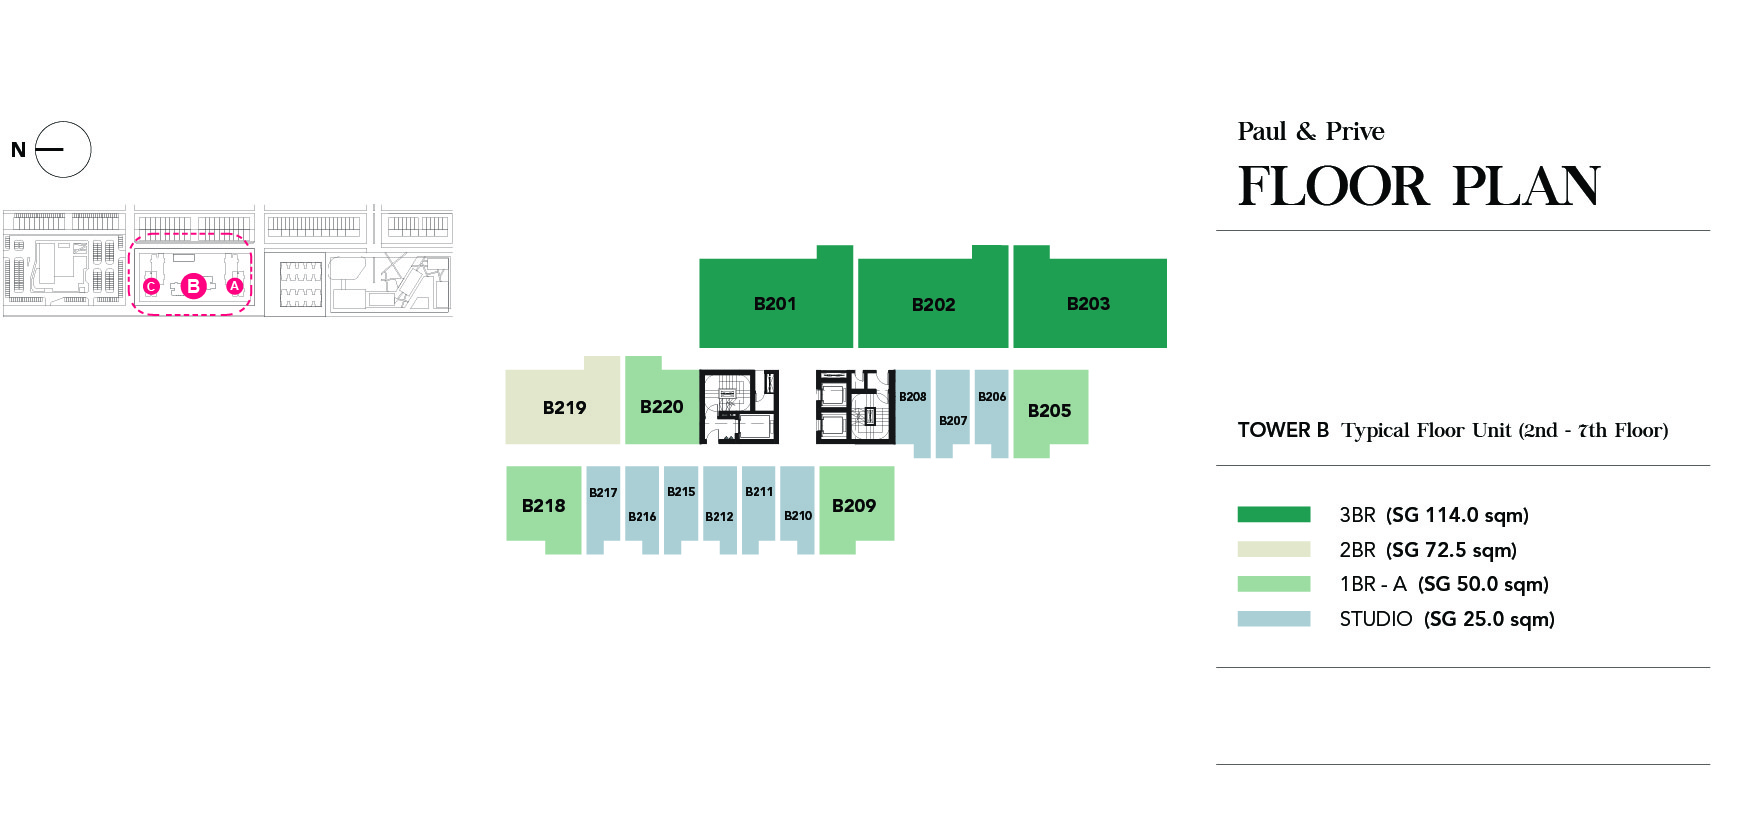 N
C B A
Paul & Prive
FLOOR PLAN
B201 B202 B203
B219 B220 B208 B207 B206 B205
B218 B217 B216 B215 B212 B211 B210 B209
TOWER B Typical Floor Unit (2nd - 7th Floor)
3BR (SG 114.0 sqm)
2BR (SG 72.5 sqm)
1BR - A (SG 50.0 sqm)
STUDIO (SG 25.0 sqm)